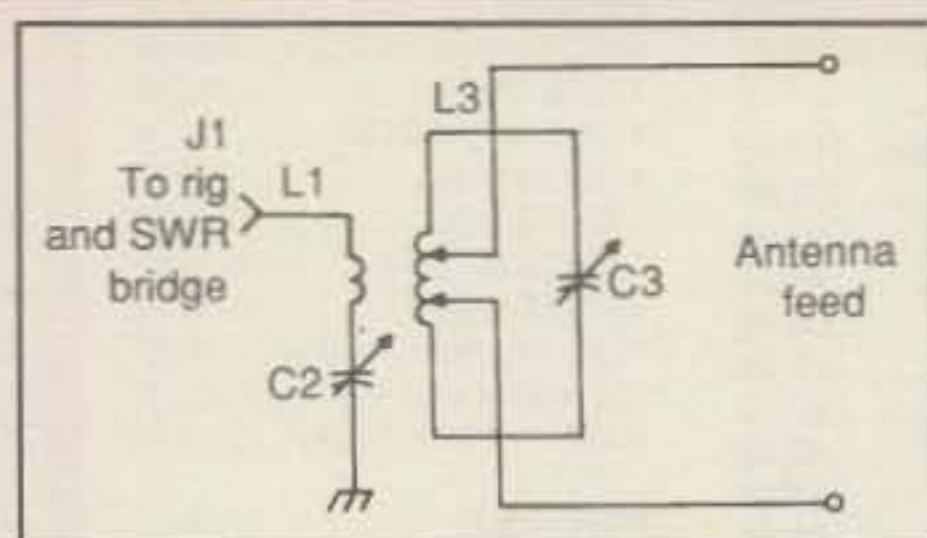 L3
J1
To rig
and SWR
bridge
L1
C2
C3
Antenna
feed